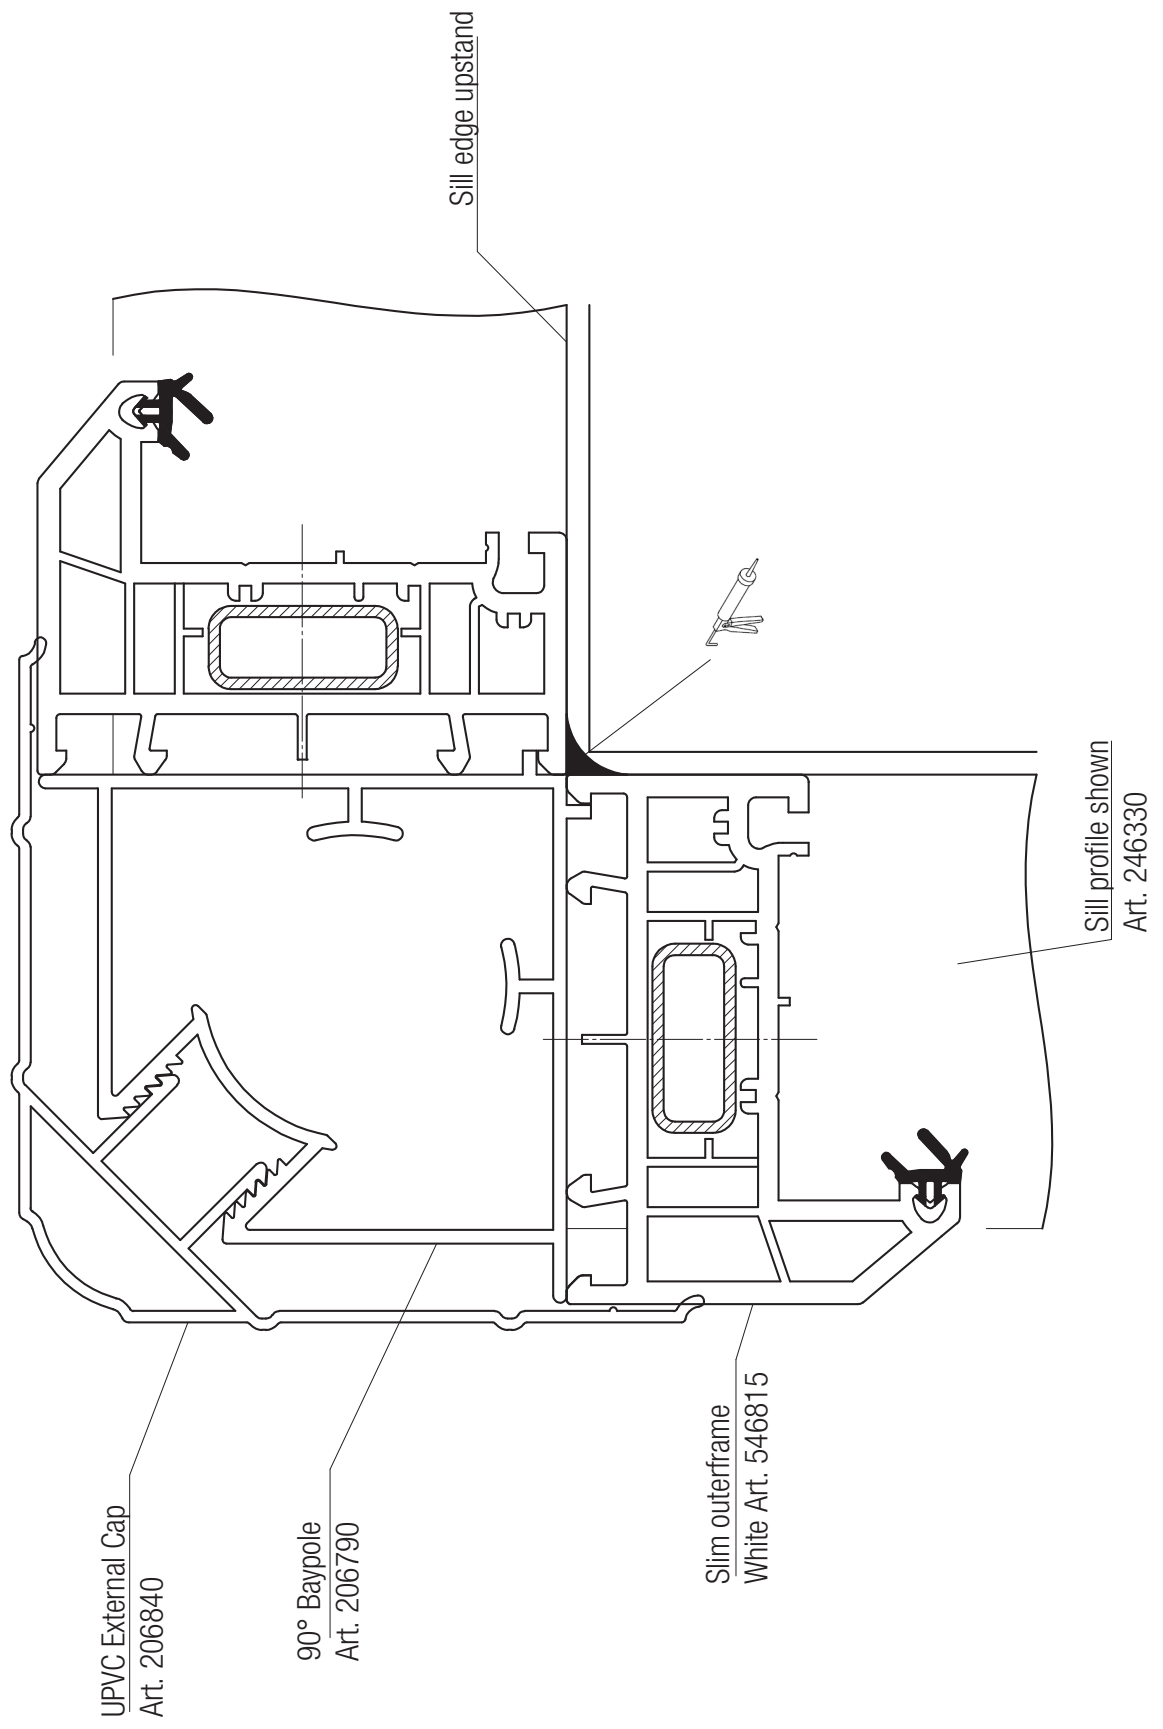 UPVC External Cap
Art. 206840
90° Baypole
Art. 206790
Slim outerframe
White Art. 546815
Sill edge upstand
Sill profile shown
Art. 246330